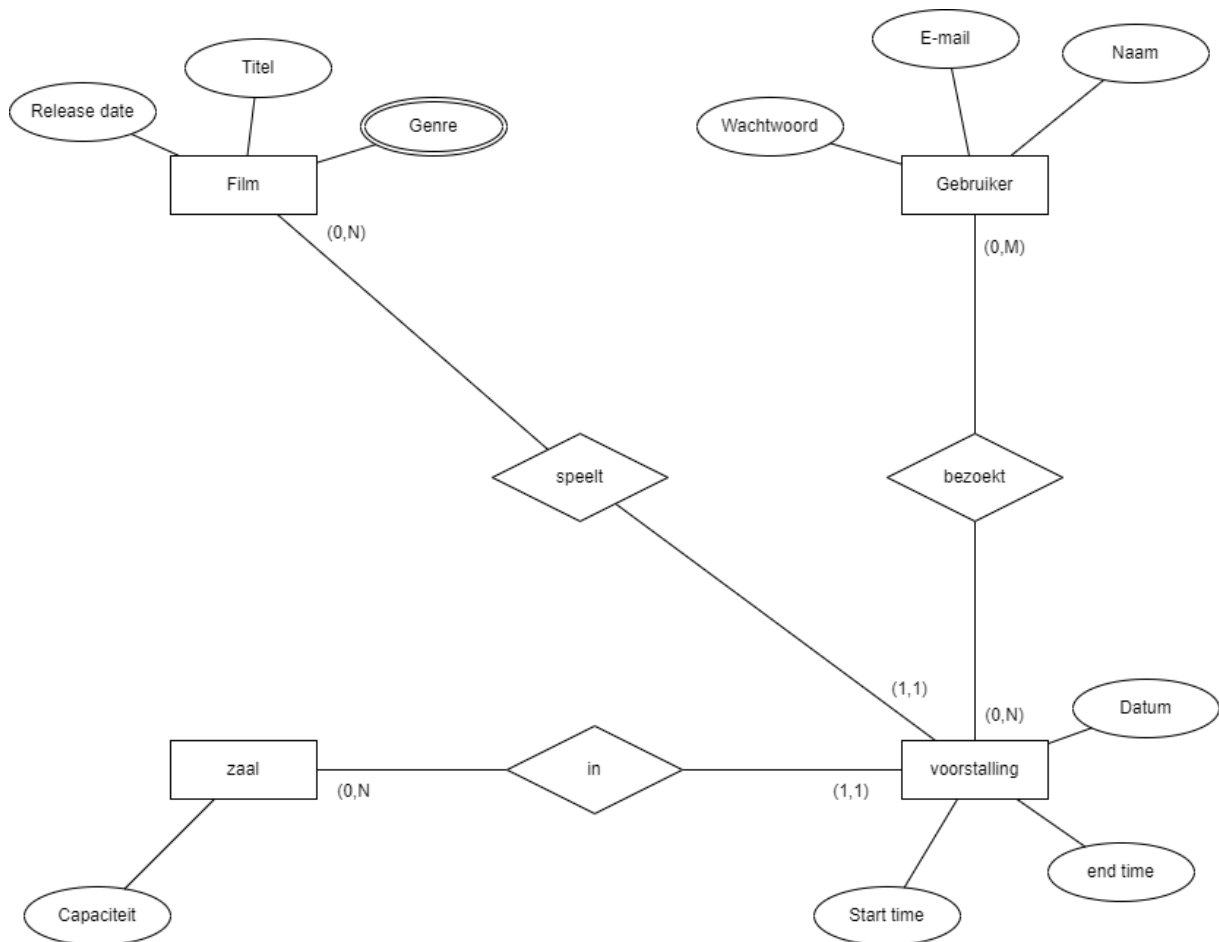 E-mail
Naam
Titel
Release date
Genre
Wachtwoord
Film
Gebruiker
(0,N)
(0,M)
speelt
bezoekt
(1,1)
(0,N)
Datum
zaal
in
voorstalling
(0,N
(1,1)
end time
Capaciteit
Start time